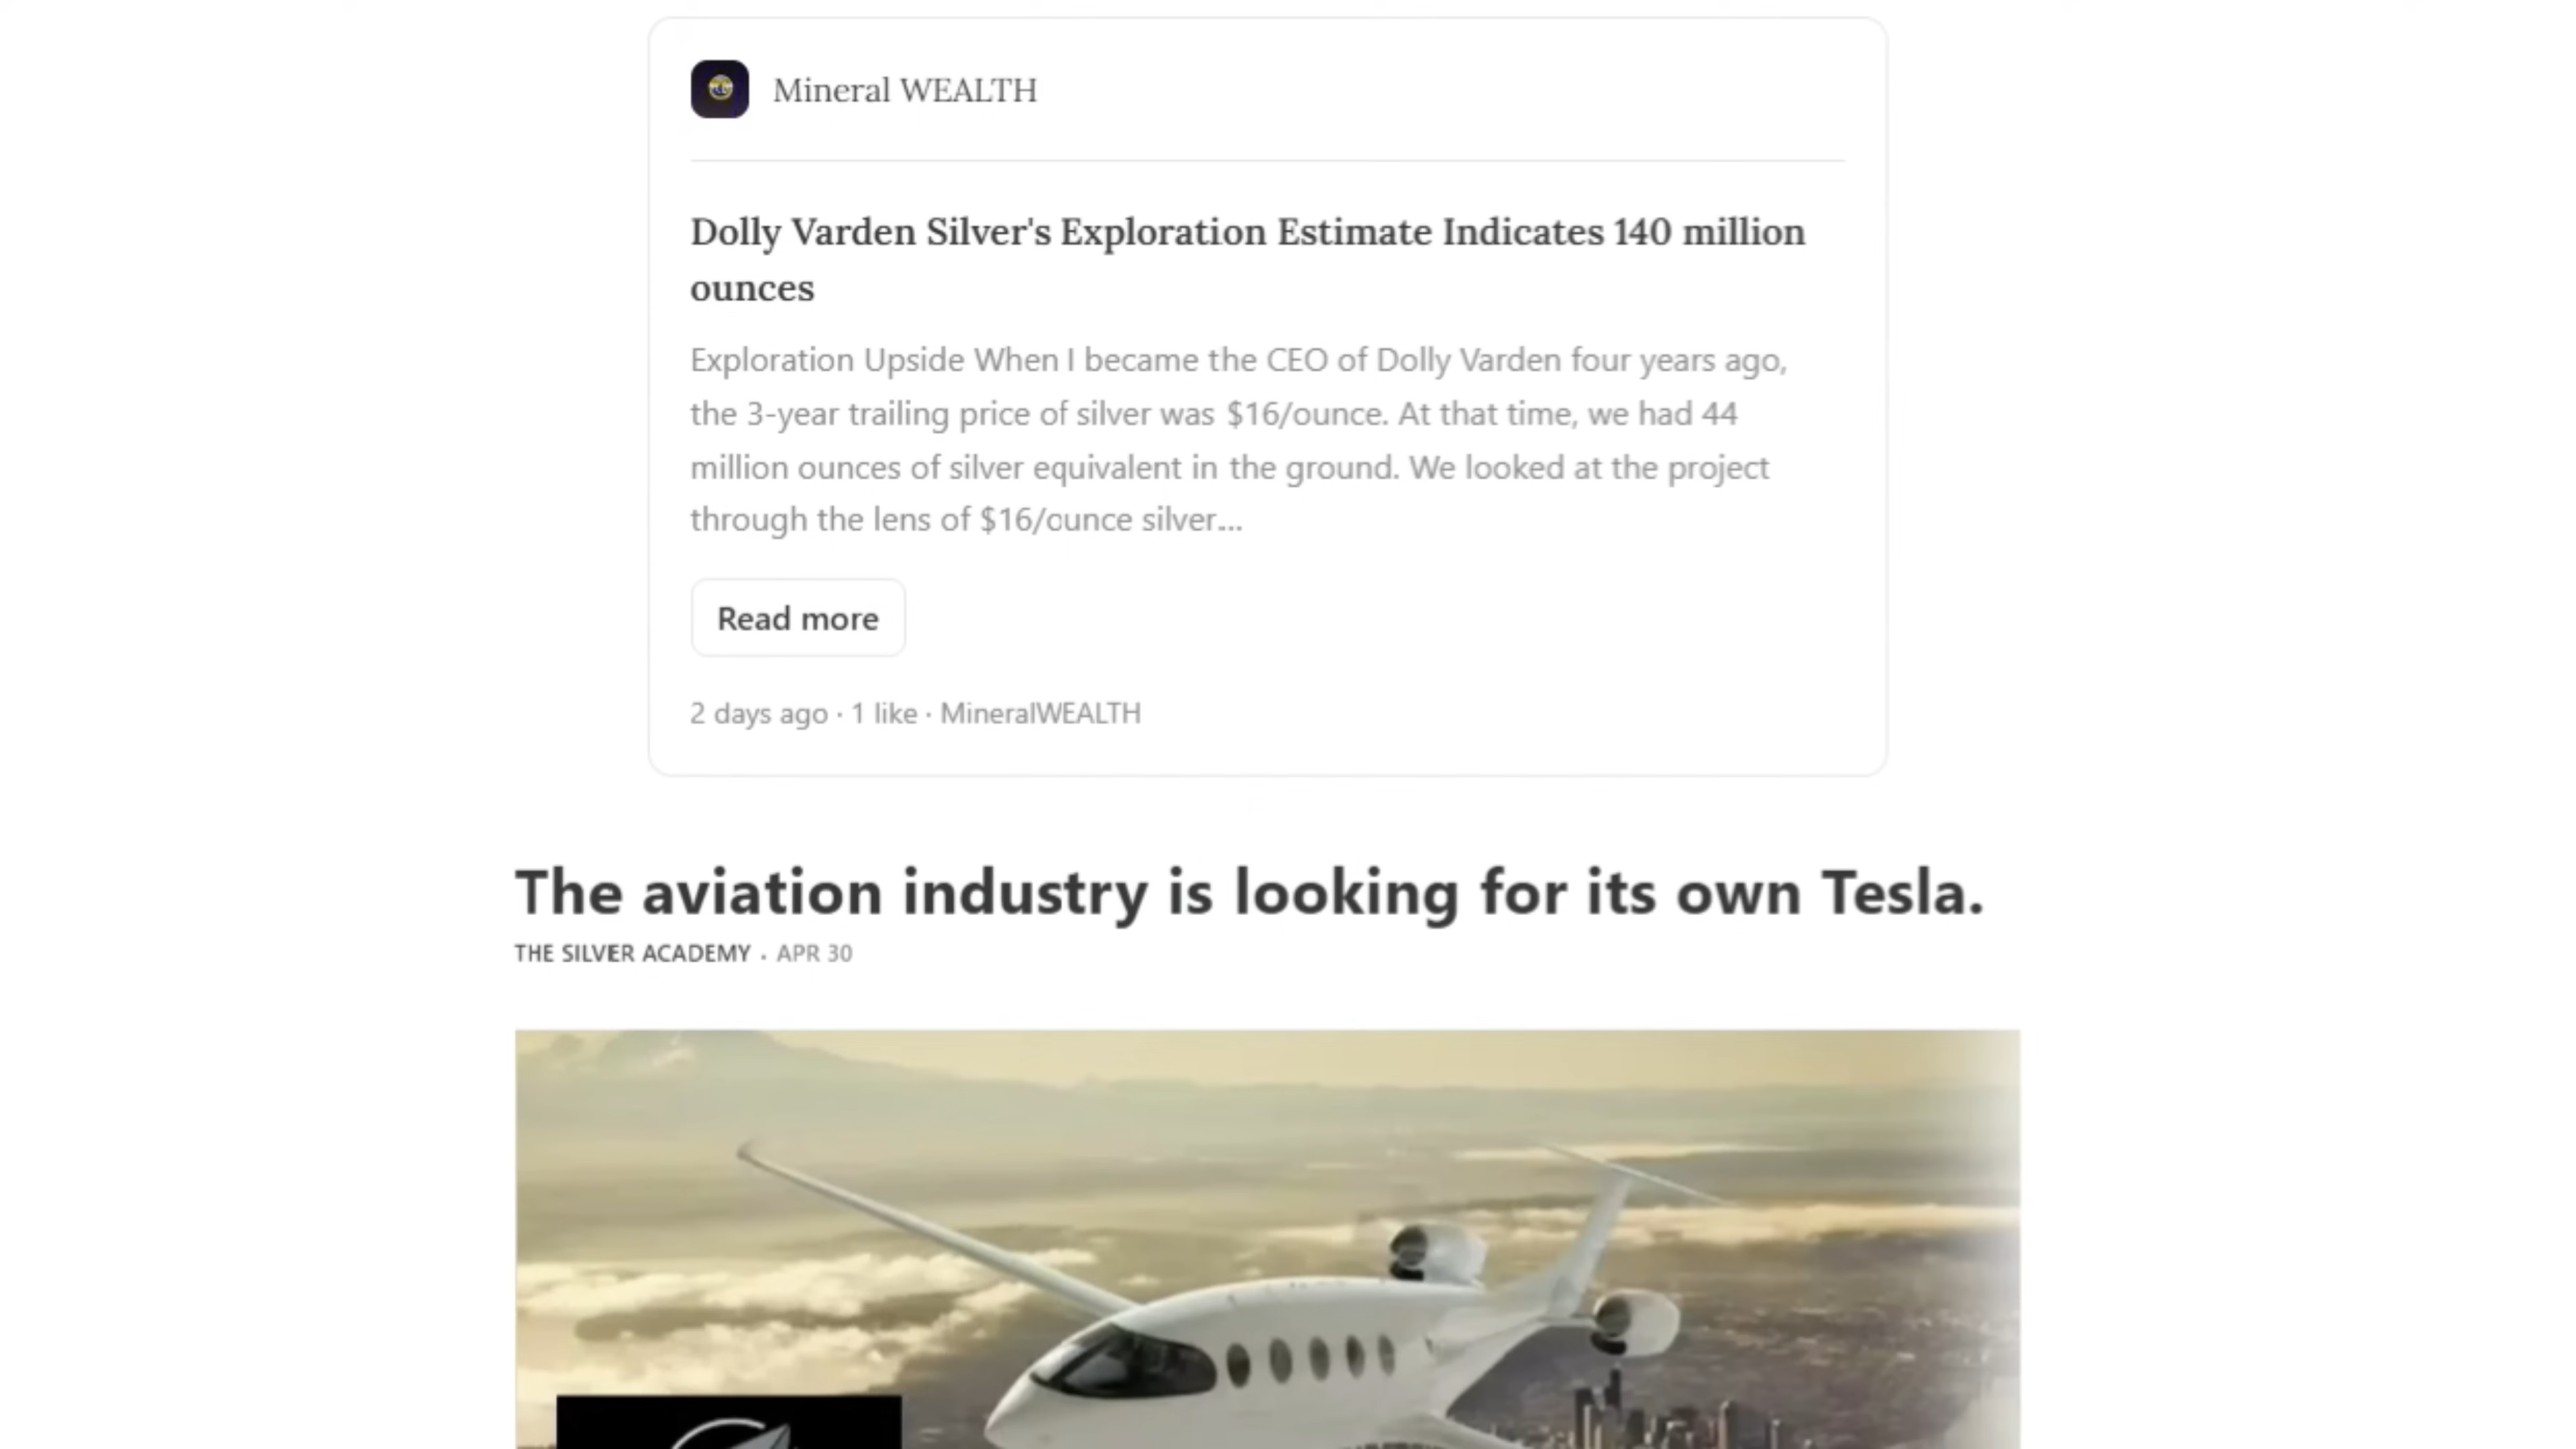 Mineral WEALTH
Dolly Varden Silver's Exploration Estimate Indicates 140 million
ounces
Exploration Upside When I became the CEO of Dolly Varden four years ago,
the 3-year trailing price of silver was $16/ounce. At that time, we had 44
million ounces of silver equivalent in the ground. We looked at the project
through the lens of $16/ounce silver...
Read more
2 days ago · 1 like · MineralWEALTH
The aviation industry is looking for its own Tesla.
THE SILVER ACADEMY · APR 30